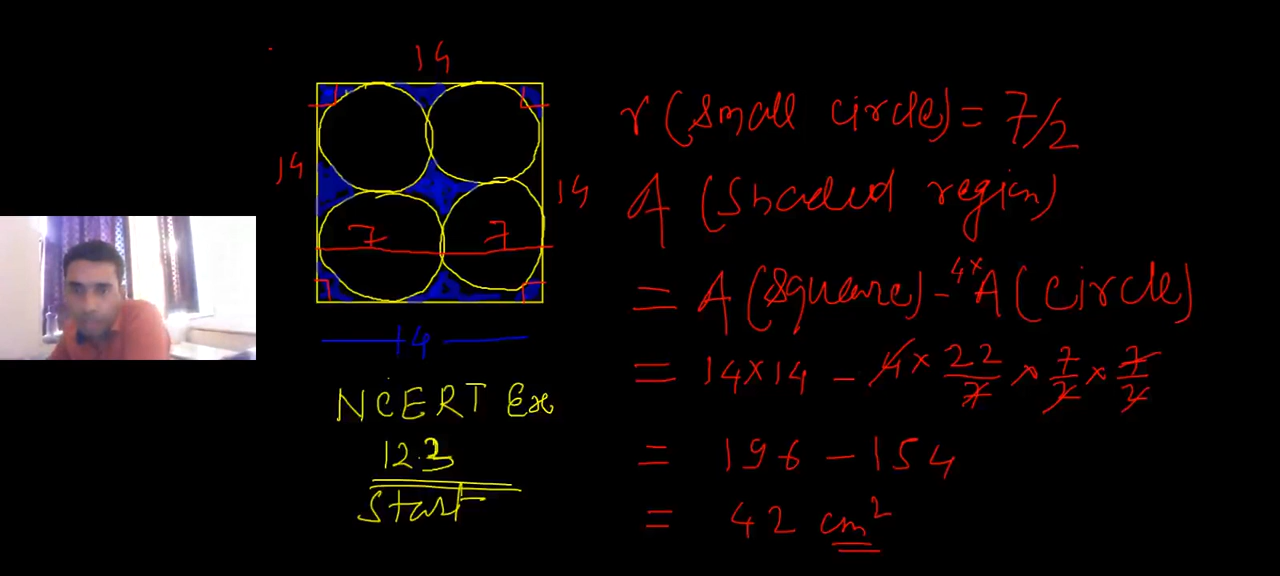 14
14
14
7 7
14
NCERT Ex
12.3
Start
r (small circle) = 7/2
A (Shaded region)
= A (square) - 4× A (circle)
= 14 × 14 - 4 × 22/7 × 7/2 × 7/2
= 196 - 154
= 42 cm²